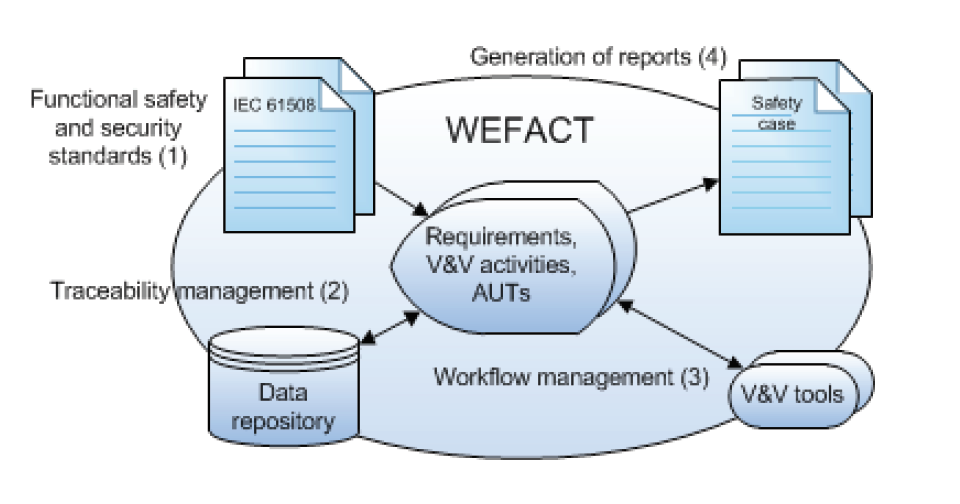 Generation of reports (4)
Functional safety
and security
standards (1)
IEC 61508
Safety
case
WEFACT
Requirements,
V&V activities,
AUTs
Traceability management (2)
Workflow management (3)
Data
repository
V&V tools